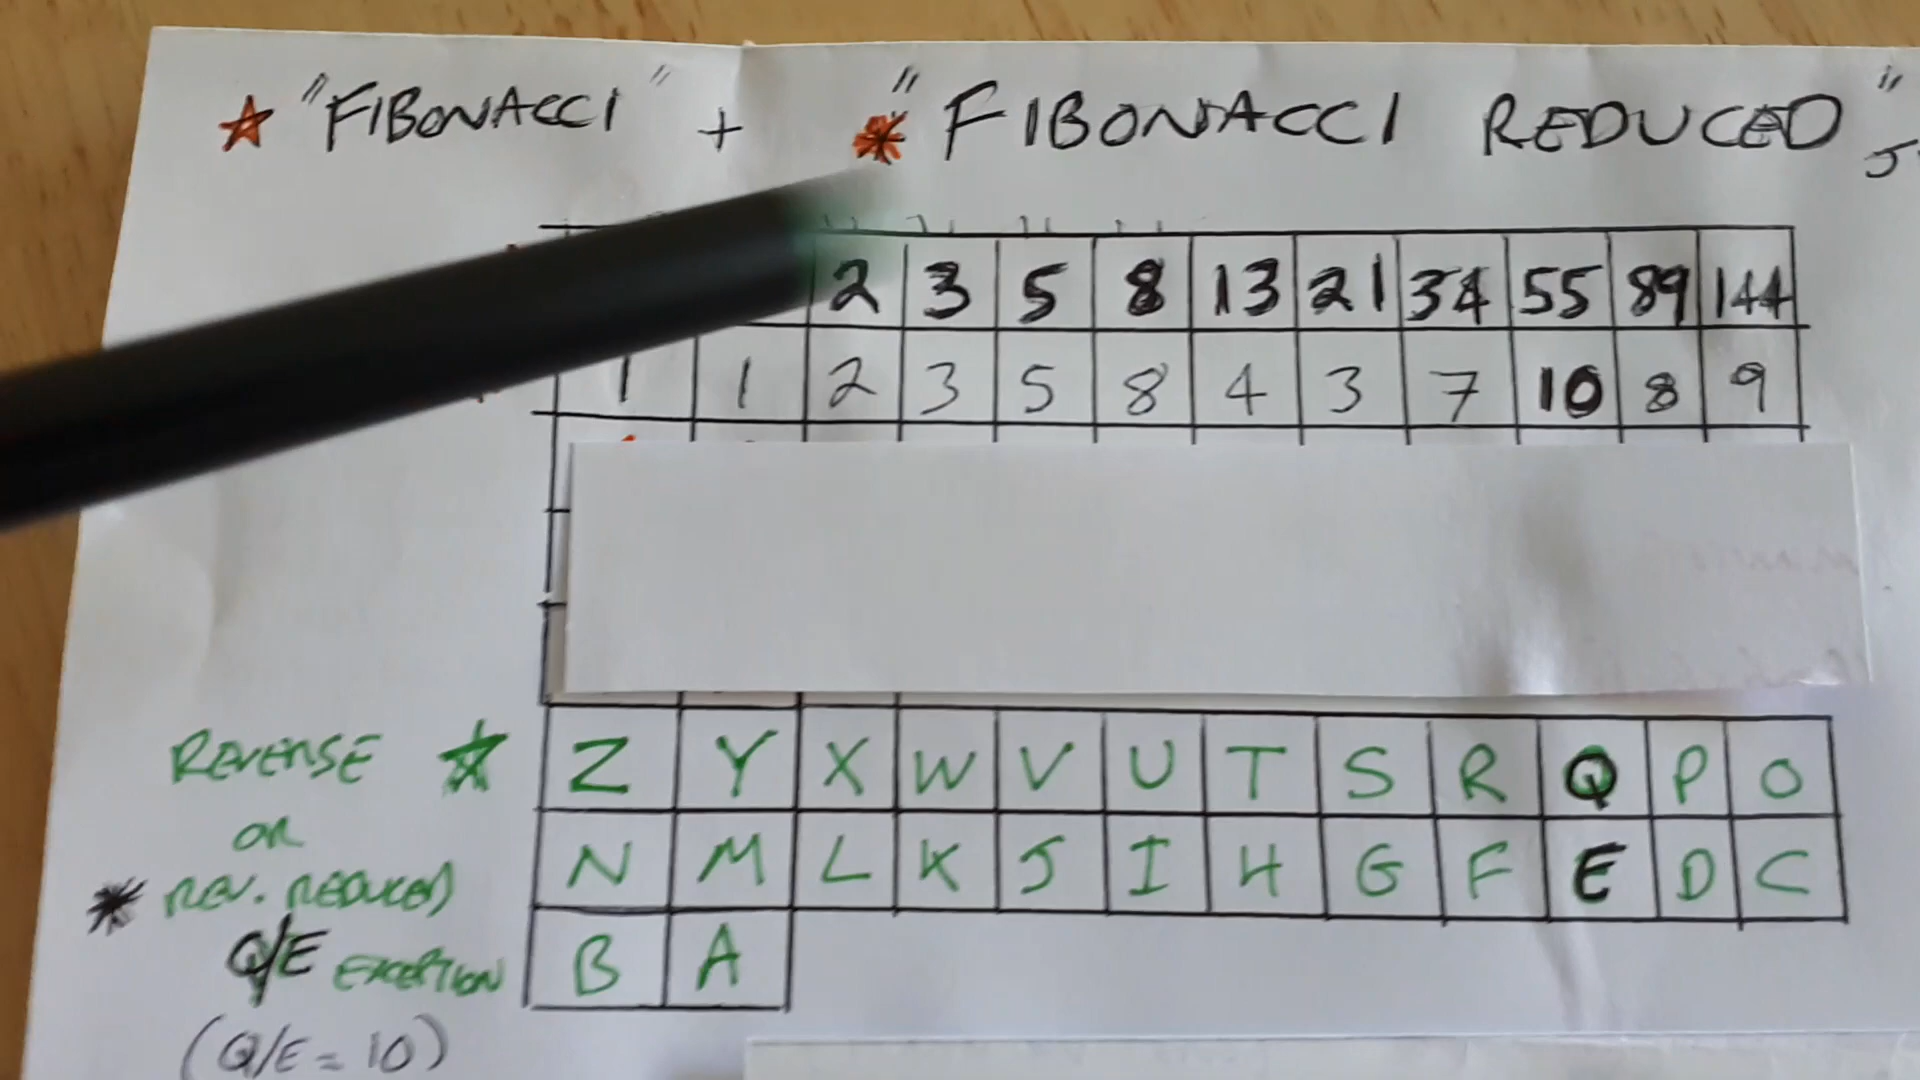 "FIBONACCI" + "FIBONACCI REDUCED"
2 3 5 8 13 21 34 55 89 144
1 1 2 3 5 8 4 3 7 10 8 9
REVERSE Z Y X W V U T S R Q P O
OR
REV. REDUCED N M L K J I H G F E D C
Q/E EXCEPTION B A
(Q/E = 10)